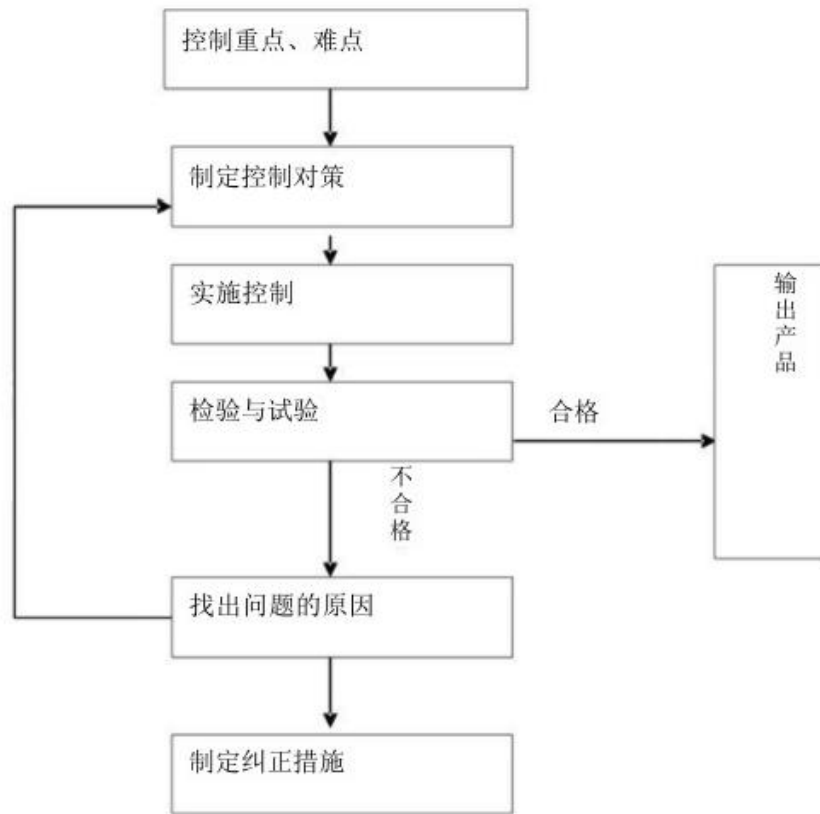 控制重点、难点
制定控制对策
实施控制
输出产品
检验与试验
合格
不合格
找出问题的原因
制定纠正措施